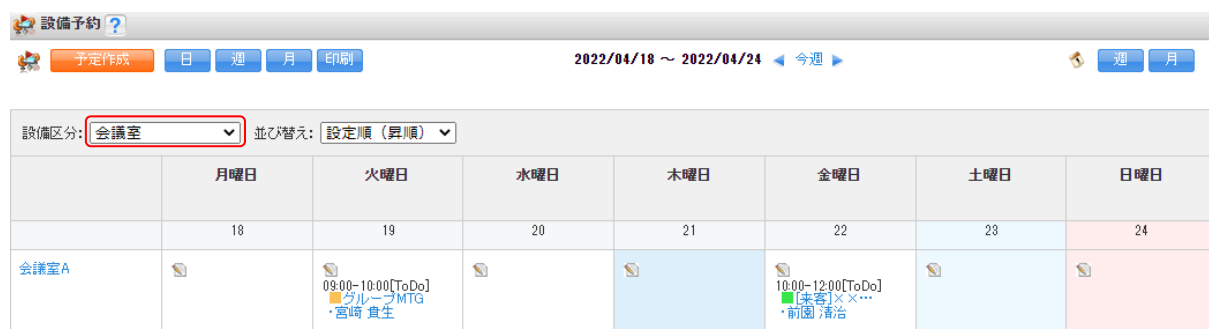 設備予約 ?
予定作成 日 週 月 印刷 2022/04/18 ～ 2022/04/24 今週 週 月
設備区分: 会議室 並び替え: 設定順（昇順）
月曜日 火曜日 水曜日 木曜日 金曜日 土曜日 日曜日
18 19 20 21 22 23 24
会議室A
09:00-10:00[ToDo]
グループMTG
・宮崎 貴生
10:00-12:00[ToDo]
[来客]××…
・前園 清治